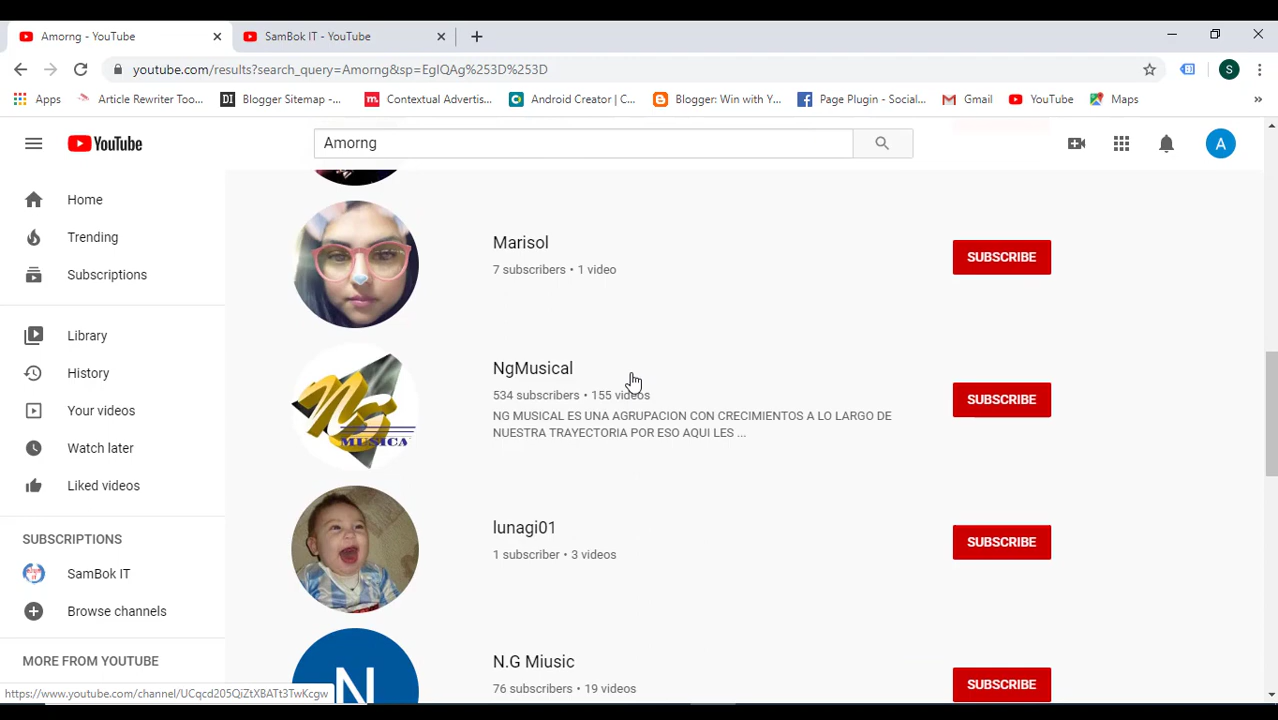 Amorng - YouTube
SamBok IT - YouTube
youtube.com/results?search_query=Amorng&sp=EgIQAg%253D%253D
S
Apps
Article Rewriter Too...
DI Blogger Sitemap -...
m Contextual Advertis...
Android Creator | C...
Blogger: Win with Y...
Page Plugin - Social...
Gmail
YouTube
Maps
»
YouTube
Amorng
A
Home
Trending
Subscriptions
Library
History
Your videos
Watch later
Liked videos
SUBSCRIPTIONS
SamBok IT
Browse channels
MORE FROM YOUTUBE
https://www.youtube.com/channel/UCqcd205QiZtXBATt3TwKcgw
Marisol
7 subscribers • 1 video
SUBSCRIBE
NG
MUSICA
NgMusical
534 subscribers • 155 videos
NG MUSICAL ES UNA AGRUPACION CON CRECIMIENTOS A LO LARGO DE
NUESTRA TRAYECTORIA POR ESO AQUI LES ...
SUBSCRIBE
lunagi01
1 subscriber • 3 videos
SUBSCRIBE
N
N.G Miusic
76 subscribers • 19 videos
SUBSCRIBE